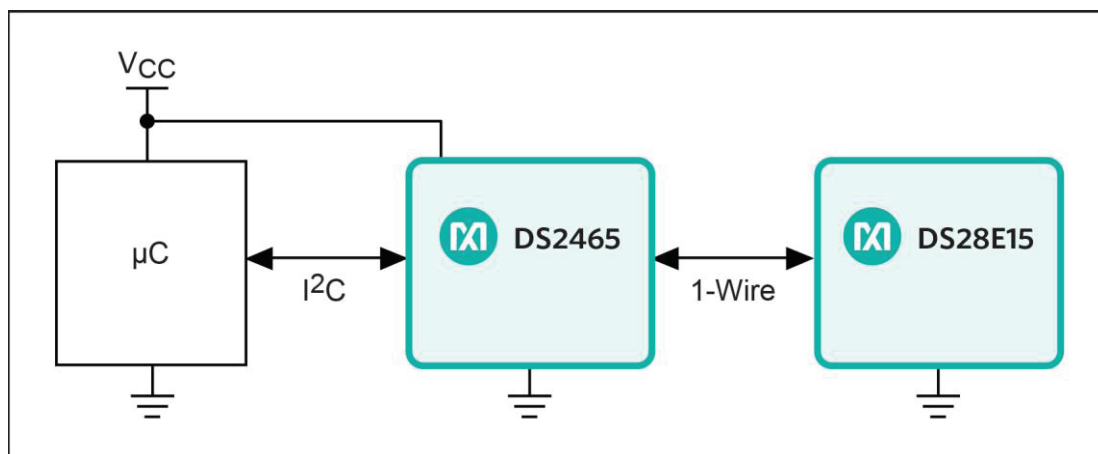 VCC
µC
I²C
DS2465
1-Wire
DS28E15